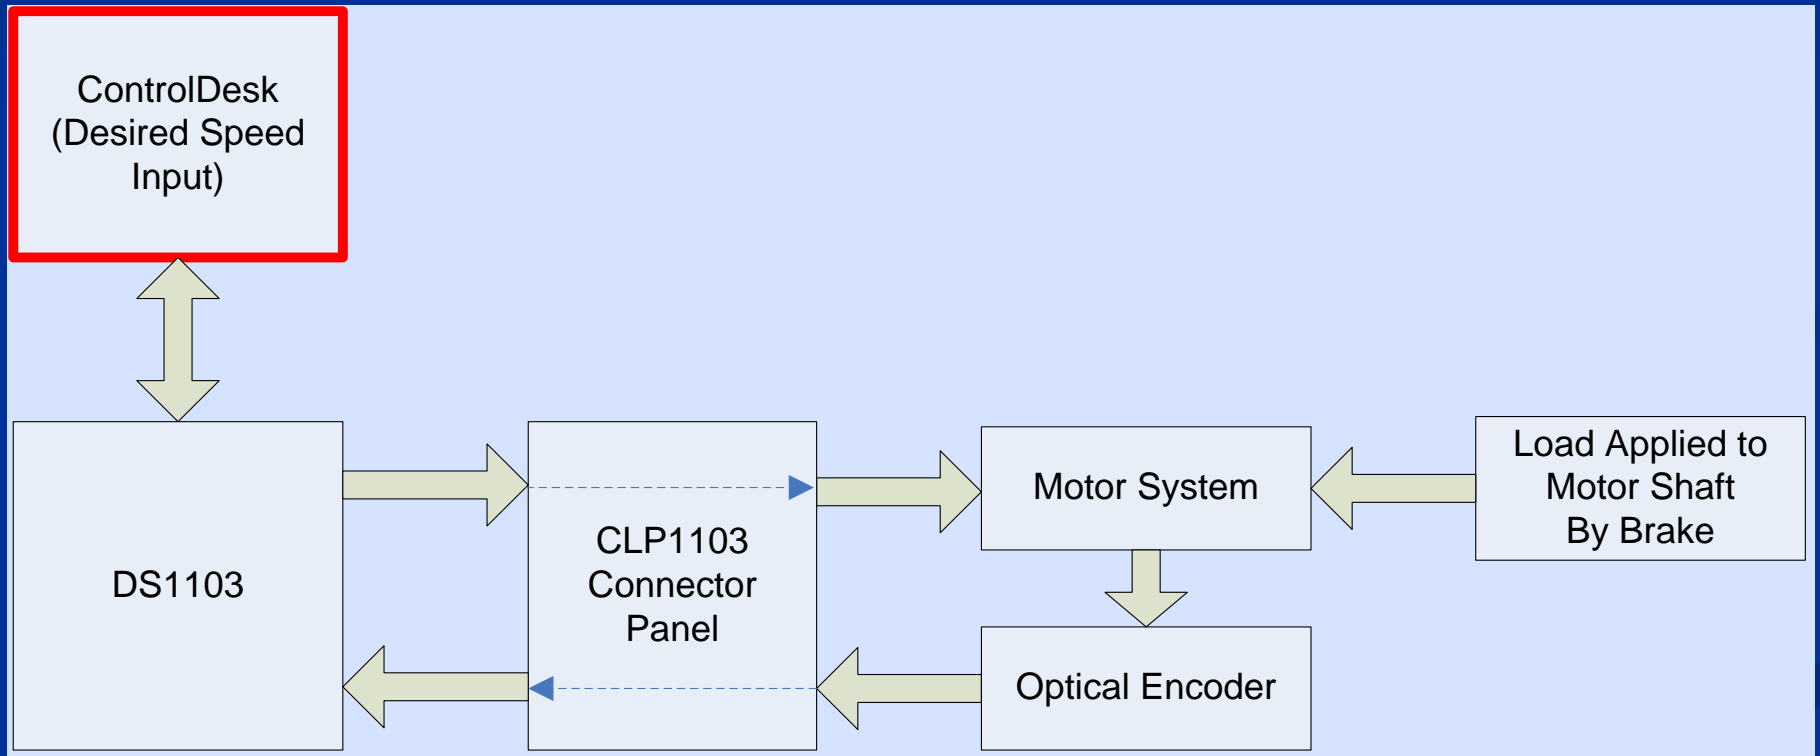 ControlDesk
(Desired Speed
Input)
DS1103
CLP1103
Connector
Panel
Motor System
Load Applied to
Motor Shaft
By Brake
Optical Encoder